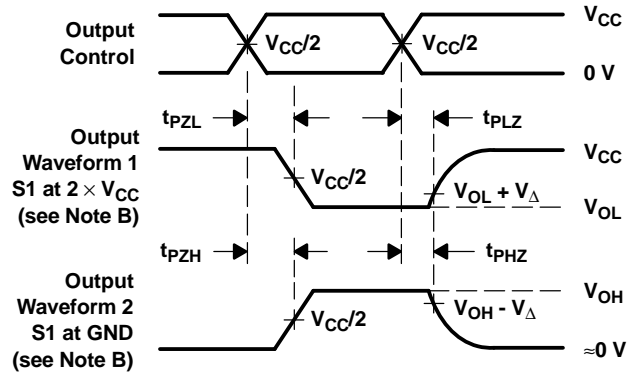 Output
Control
V_CC/2
V_CC/2
V_CC
0 V
t_PZL
t_PLZ
Output
Waveform 1
S1 at 2 × V_CC
(see Note B)
V_CC/2
V_OL + V_Δ
V_CC
V_OL
t_PZH
t_PHZ
Output
Waveform 2
S1 at GND
(see Note B)
V_CC/2
V_OH - V_Δ
V_OH
≈0 V